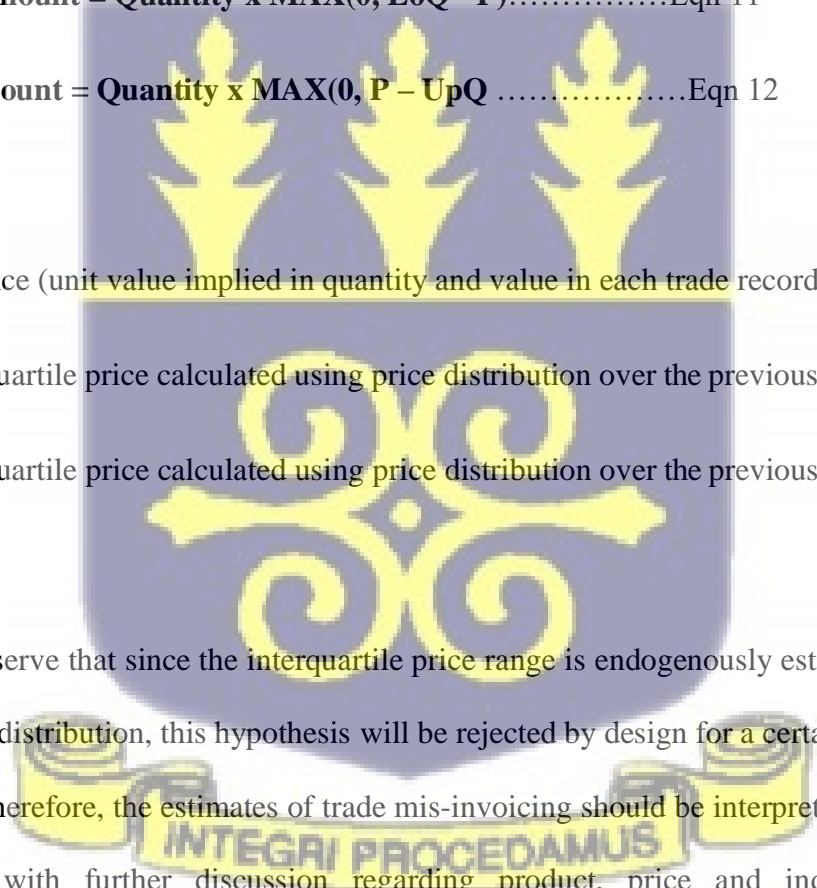 ount = Quantity x MAX(0, LoQ - P)……………Eqn 11
ount = Quantity x MAX(0, P – UpQ ………………Eqn 12
ce (unit value implied in quantity and value in each trade record
uartile price calculated using price distribution over the previous
uartile price calculated using price distribution over the previous
serve that since the interquartile price range is endogenously est
distribution, this hypothesis will be rejected by design for a certa
erefore, the estimates of trade mis-invoicing should be interpret
INTEGRI PROCEDAMUS
with further discussion regarding product, price and inc